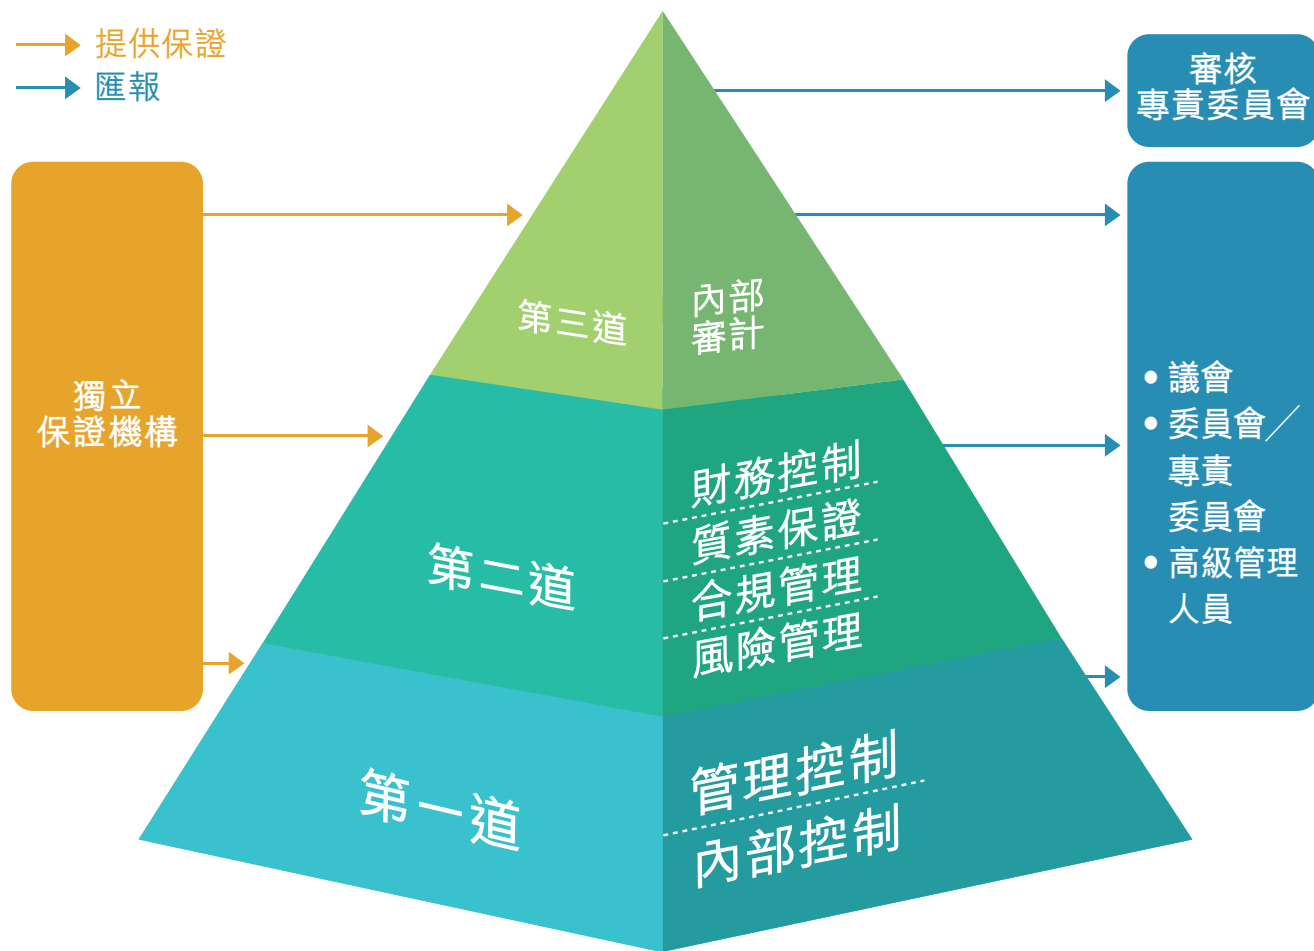 提供保證
匯報
審核
專責委員會
獨立
保證機構
第三道
內部
審計
第二道
財務控制
質素保證
合規管理
風險管理
第一道
管理控制
內部控制
• 議會
• 委員會／
專責
委員會
• 高級管理
人員